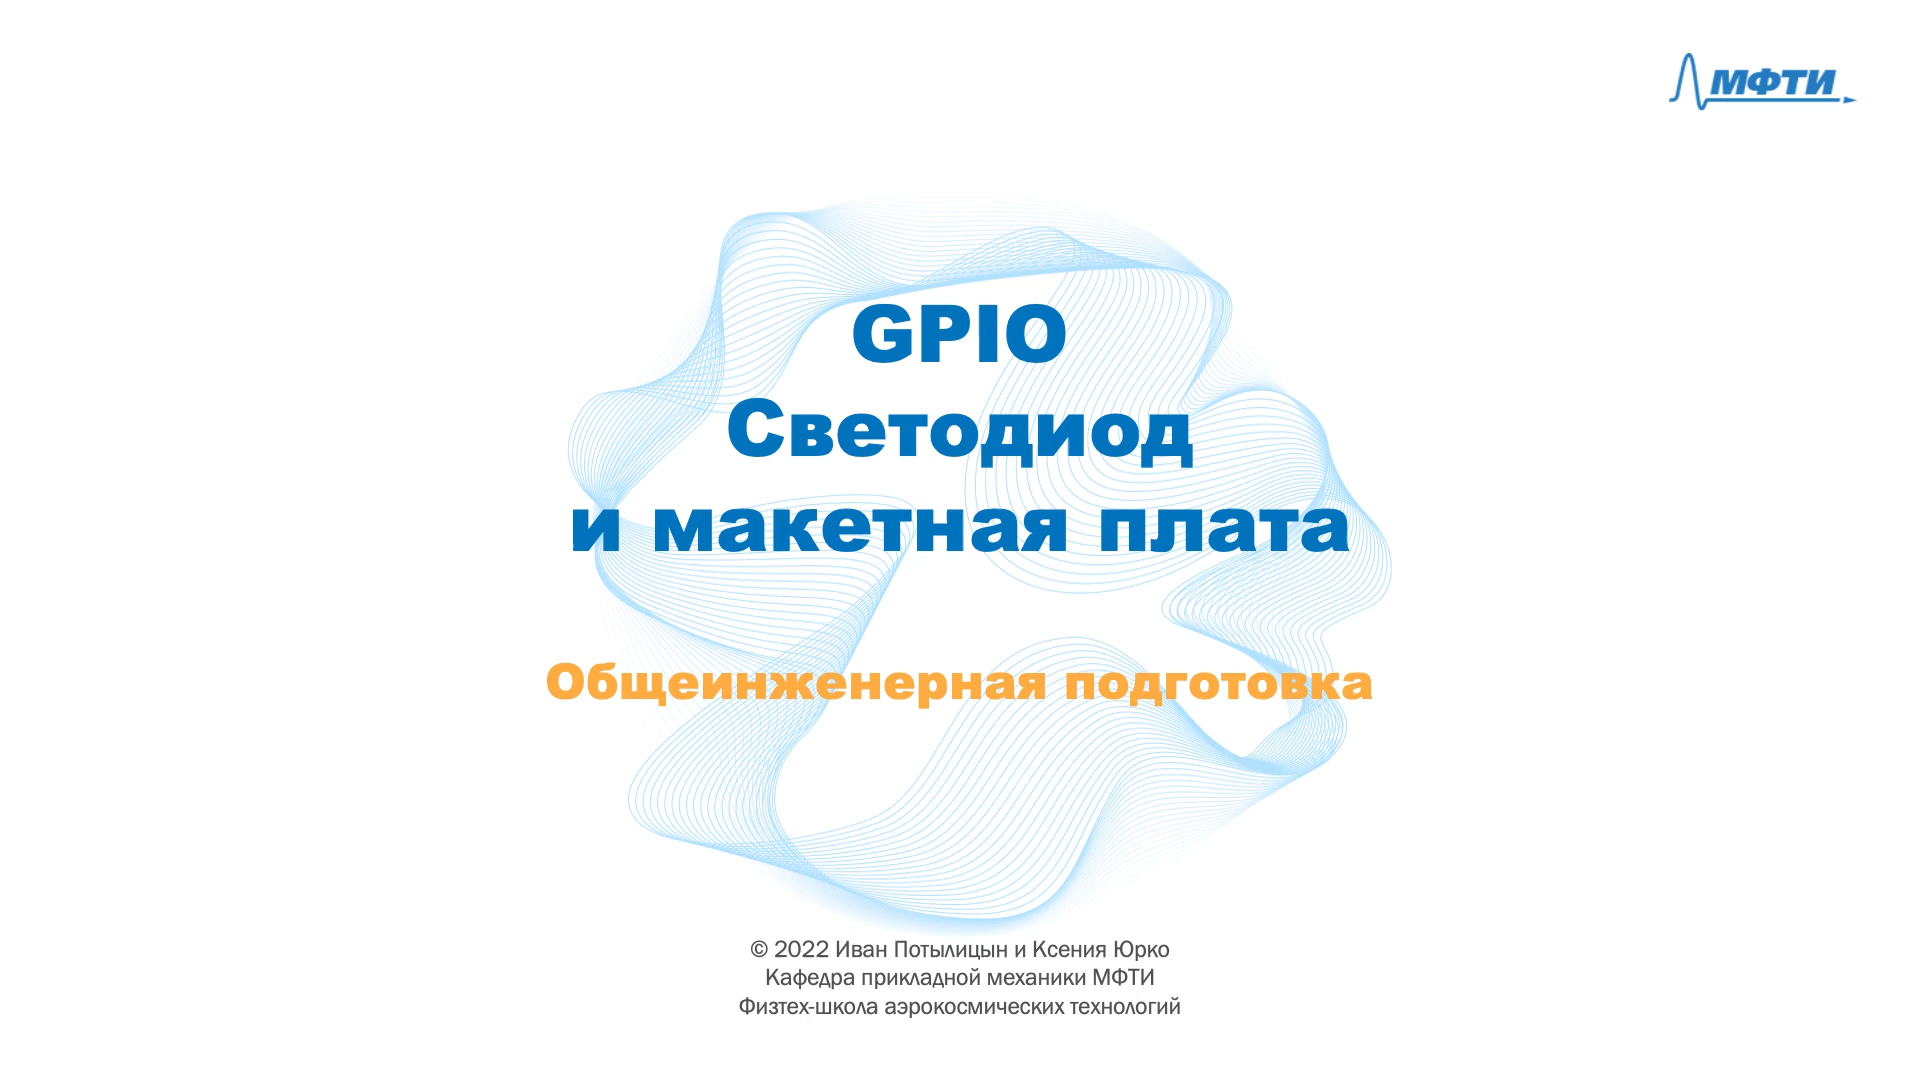 МФТИ
GPIO
Светодиод
и макетная плата
Общеинженерная подготовка
© 2022 Иван Потылицын и Ксения Юрко
Кафедра прикладной механики МФТИ
Физтех-школа аэрокосмических технологий